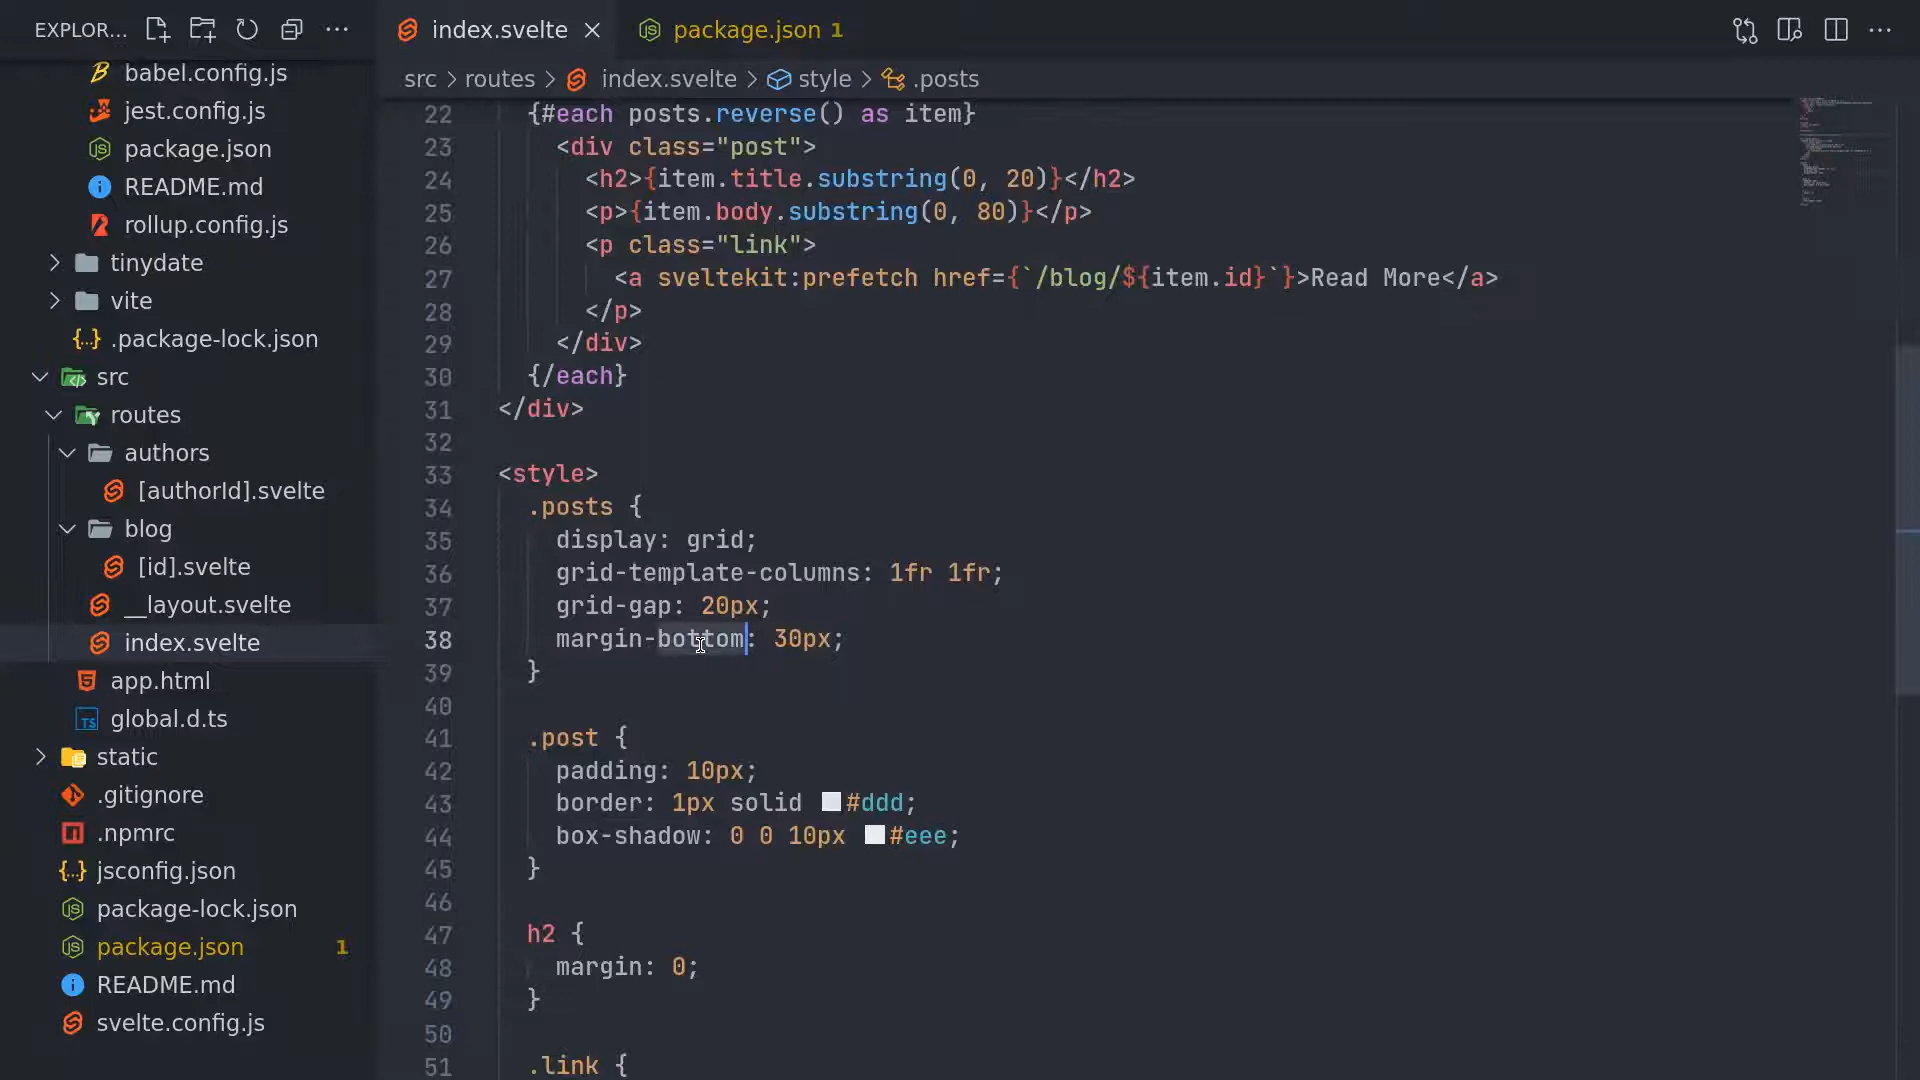 EXPLOR...
babel.config.js
jest.config.js
package.json
README.md
rollup.config.js
tinydate
vite
.package-lock.json
src
routes
authors
[authorId].svelte
blog
[id].svelte
__layout.svelte
index.svelte
app.html
global.d.ts
static
.gitignore
.npmrc
jsconfig.json
package-lock.json
package.json 1
README.md
svelte.config.js
index.svelte
package.json 1
src > routes > index.svelte > style > .posts
22 {#each posts.reverse() as item}
23 <div class="post">
24 <h2>{item.title.substring(0, 20)}</h2>
25 <p>{item.body.substring(0, 80)}</p>
26 <p class="link">
27 <a sveltekit:prefetch href={`/blog/${item.id}`}>Read More</a>
28 </p>
29 </div>
30 {/each}
31 </div>
32
33 <style>
34 .posts {
35 display: grid;
36 grid-template-columns: 1fr 1fr;
37 grid-gap: 20px;
38 margin-bottom: 30px;
39 }
40
41 .post {
42 padding: 10px;
43 border: 1px solid #ddd;
44 box-shadow: 0 0 10px #eee;
45 }
46
47 h2 {
48 margin: 0;
49 }
50
51 .link {